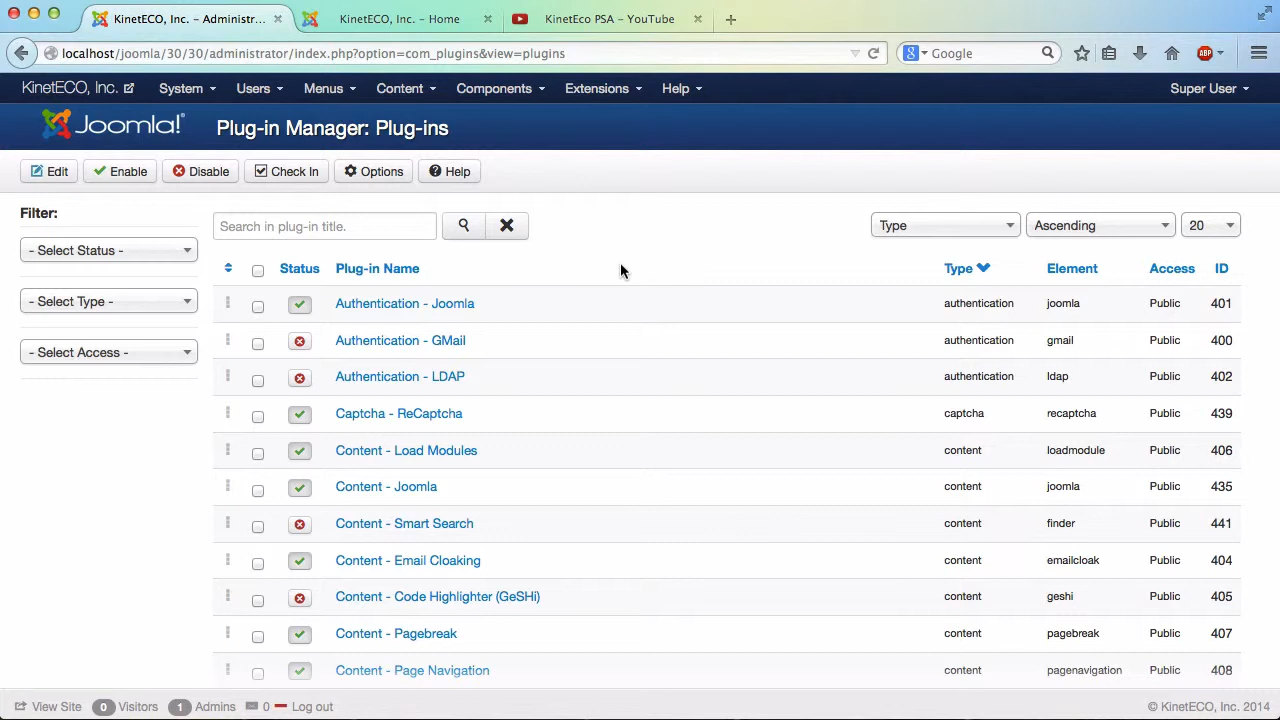 KinetECO, Inc. – Administr...
KinetECO, Inc. – Home
KinetEco PSA – YouTube
localhost/joomla/30/30/administrator/index.php?option=com_plugins&view=plugins
Google
ABP
KinetECO, Inc.
System
Users
Menus
Content
Components
Extensions
Help
Super User
Joomla!
Plug-in Manager: Plug-ins
Edit
Enable
Disable
Check In
Options
Help
Filter:
- Select Status -
- Select Type -
- Select Access -
Search in plug-in title.
Type
Ascending
20
Status Plug-in Name Type Element Access ID
Authentication - Joomla authentication joomla Public 401
Authentication - GMail authentication gmail Public 400
Authentication - LDAP authentication ldap Public 402
Captcha - ReCaptcha captcha recaptcha Public 439
Content - Load Modules content loadmodule Public 406
Content - Joomla content joomla Public 435
Content - Smart Search content finder Public 441
Content - Email Cloaking content emailcloak Public 404
Content - Code Highlighter (GeSHi) content geshi Public 405
Content - Pagebreak content pagebreak Public 407
Content - Page Navigation content pagenavigation Public 408
View Site
0 Visitors
1 Admins
0
Log out
© KinetECO, Inc. 2014